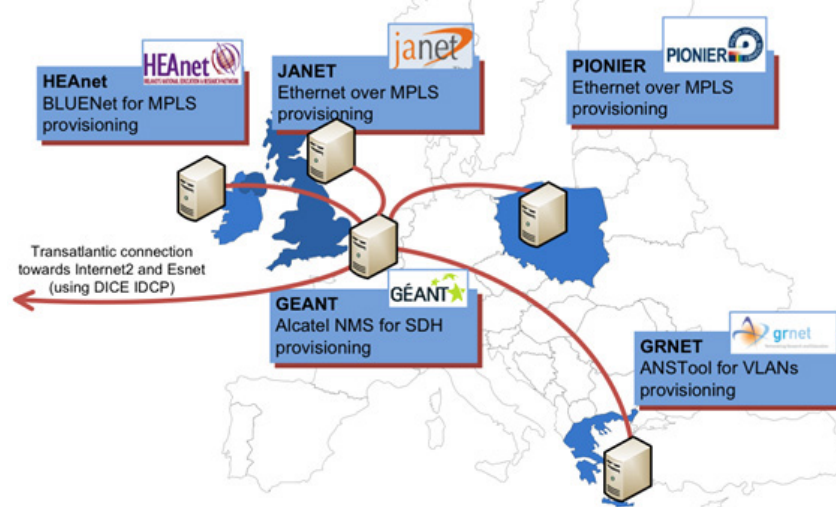 HEAnet
HEAnet
BLUENet for MPLS
provisioning
janet
JANET
Ethernet over MPLS
provisioning
PIONIER
PIONIER
Ethernet over MPLS
provisioning
Transatlantic connection
towards Internet2 and Esnet
(using DICE IDCP)
GÉANT
GEANT
Alcatel NMS for SDH
provisioning
grnet
GRNET
ANSTool for VLANs
provisioning